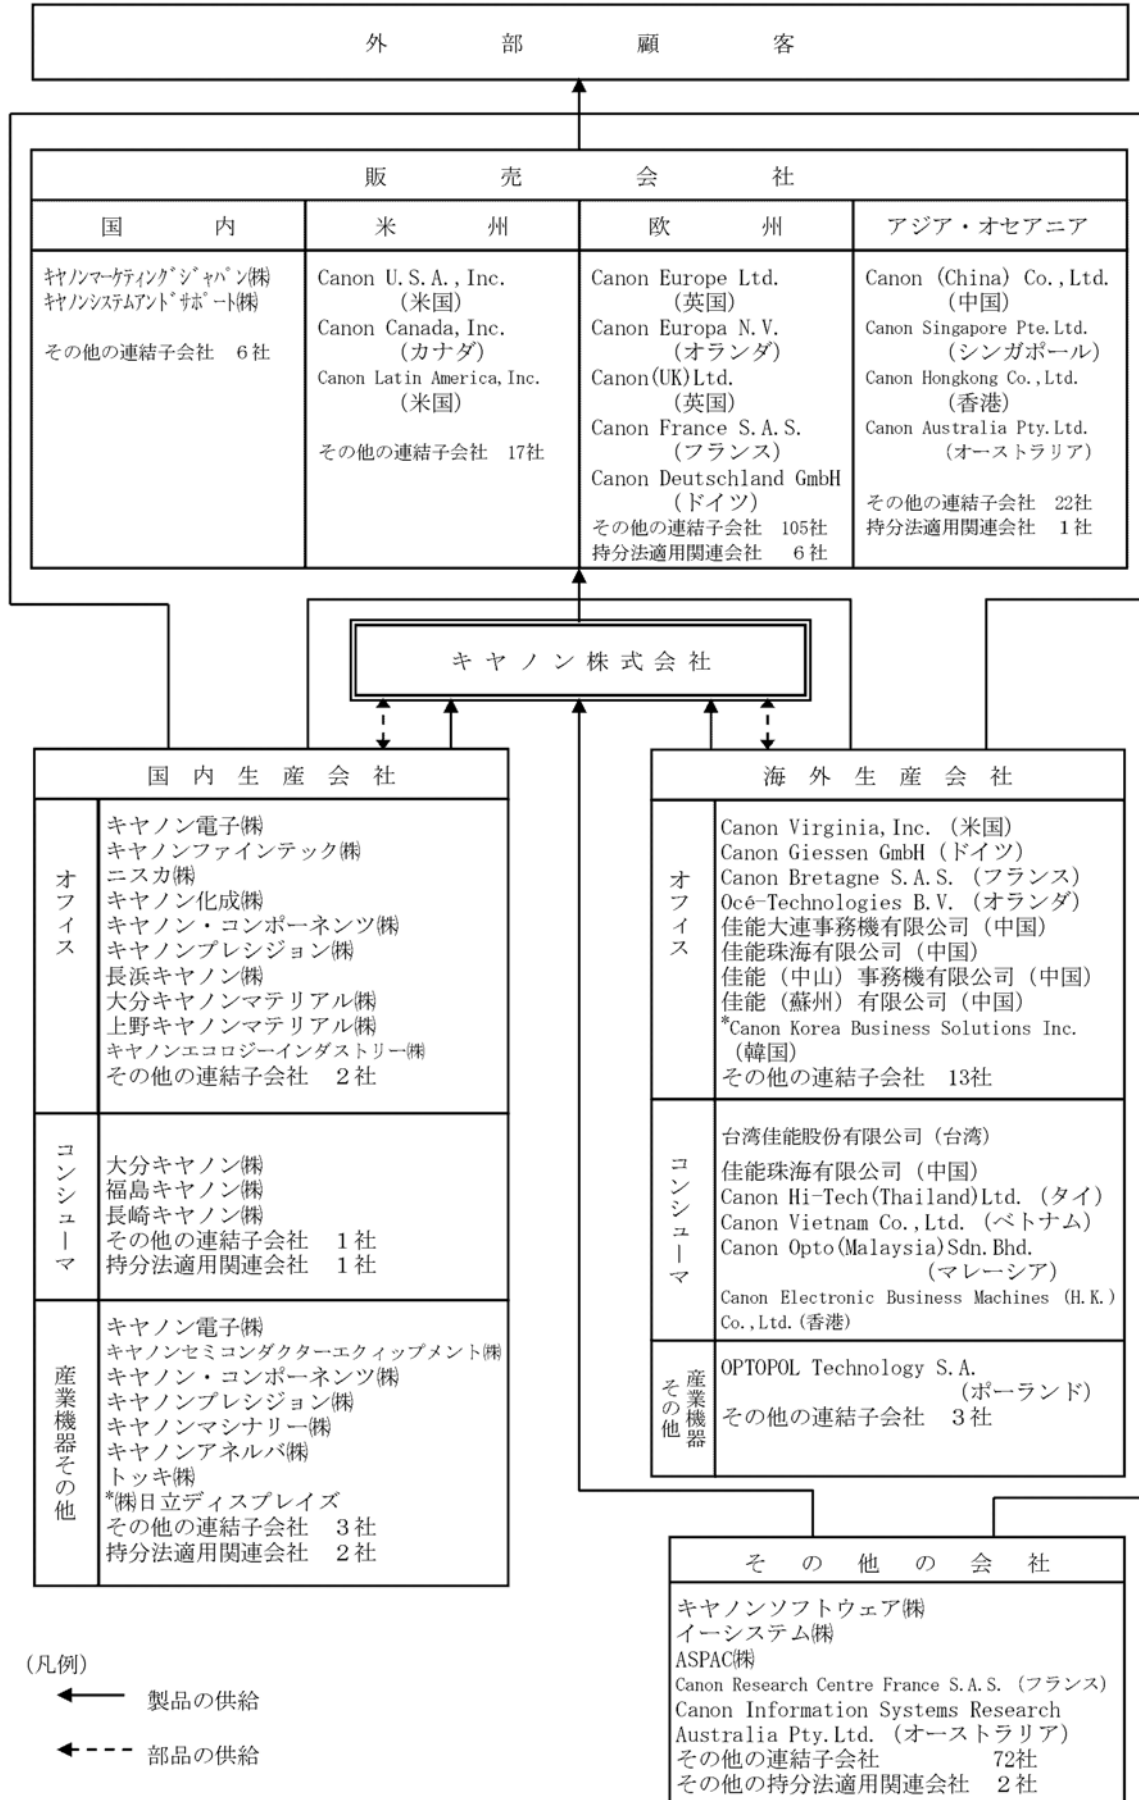 外部顧客
販売会社
国内
米州
欧州
アジア・オセアニア
キヤノンマーケティングジャパン㈱
キヤノンシステムアンドサポート㈱
その他の連結子会社 6社
Canon U.S.A.,Inc.
(米国)
Canon Canada,Inc.
(カナダ)
Canon Latin America,Inc.
(米国)
その他の連結子会社 17社
Canon Europe Ltd.
(英国)
Canon Europa N.V.
(オランダ)
Canon(UK)Ltd.
(英国)
Canon France S.A.S.
(フランス)
Canon Deutschland GmbH
(ドイツ)
その他の連結子会社 105社
持分法適用関連会社 6社
Canon (China) Co.,Ltd.
(中国)
Canon Singapore Pte.Ltd.
(シンガポール)
Canon Hongkong Co.,Ltd.
(香港)
Canon Australia Pty.Ltd.
(オーストラリア)
その他の連結子会社 22社
持分法適用関連会社 1社
キヤノン株式会社
国内生産会社
オフィス
キヤノン電子㈱
キヤノンファインテック㈱
ニスカ㈱
キヤノン化成㈱
キヤノン・コンポーネンツ㈱
キヤノンプレシジョン㈱
長浜キヤノン㈱
大分キヤノンマテリアル㈱
上野キヤノンマテリアル㈱
キヤノンエコロジーインダストリー㈱
その他の連結子会社 2社
コンシューマ
大分キヤノン㈱
福島キヤノン㈱
長崎キヤノン㈱
その他の連結子会社 1社
持分法適用関連会社 1社
産業機器その他
キヤノン電子㈱
キヤノンセミコンダクターエクィップメント㈱
キヤノン・コンポーネンツ㈱
キヤノンプレシジョン㈱
キヤノンマシナリー㈱
キヤノンアネルバ㈱
トッキ㈱
*㈱日立ディスプレイズ
その他の連結子会社 3社
持分法適用関連会社 2社
海外生産会社
オフィス
Canon Virginia,Inc. (米国)
Canon Giessen GmbH (ドイツ)
Canon Bretagne S.A.S. (フランス)
Océ-Technologies B.V. (オランダ)
佳能大連事務機有限公司 (中国)
佳能珠海有限公司 (中国)
佳能（中山）事務機有限公司 (中国)
佳能（蘇州）有限公司 (中国)
*Canon Korea Business Solutions Inc.
(韓国)
その他の連結子会社 13社
コンシューマ
台湾佳能股份有限公司 (台湾)
佳能珠海有限公司 (中国)
Canon Hi-Tech(Thailand)Ltd. (タイ)
Canon Vietnam Co.,Ltd. (ベトナム)
Canon Opto(Malaysia)Sdn.Bhd.
(マレーシア)
Canon Electronic Business Machines (H.K.)
Co.,Ltd.(香港)
産業機器
その他
OPTOPOL Technology S.A.
(ポーランド)
その他の連結子会社 3社
その他の会社
キヤノンソフトウェア㈱
イーシステム㈱
ASPAC㈱
Canon Research Centre France S.A.S. (フランス)
Canon Information Systems Research
Australia Pty.Ltd. (オーストラリア)
その他の連結子会社 72社
その他の持分法適用関連会社 2社
(凡例)
製品の供給
部品の供給